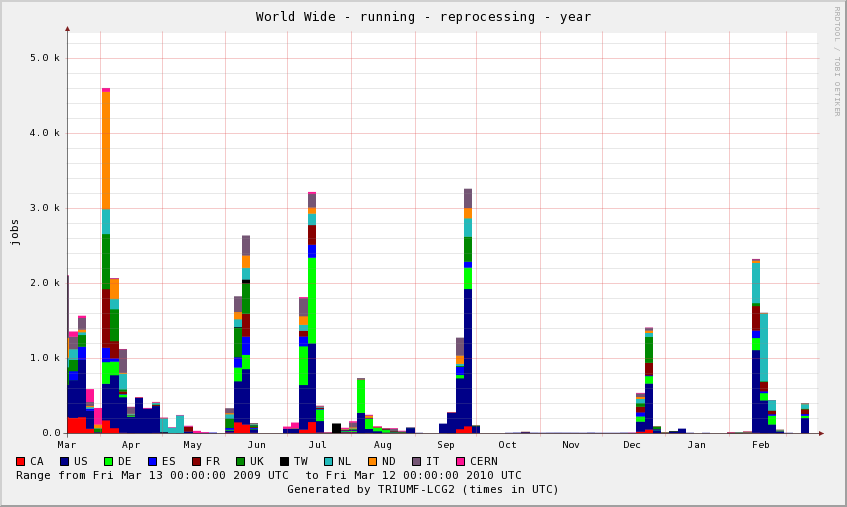 World Wide - running - reprocessing - year
RRDTOOL / TOBI OETIKER
jobs
5.0 k
4.0 k
3.0 k
2.0 k
1.0 k
0.0
Mar Apr May Jun Jul Aug Sep Oct Nov Dec Jan Feb
CA US DE ES FR UK TW NL ND IT CERN
Range from Fri Mar 13 00:00:00 2009 UTC to Fri Mar 12 00:00:00 2010 UTC
Generated by TRIUMF-LCG2 (times in UTC)